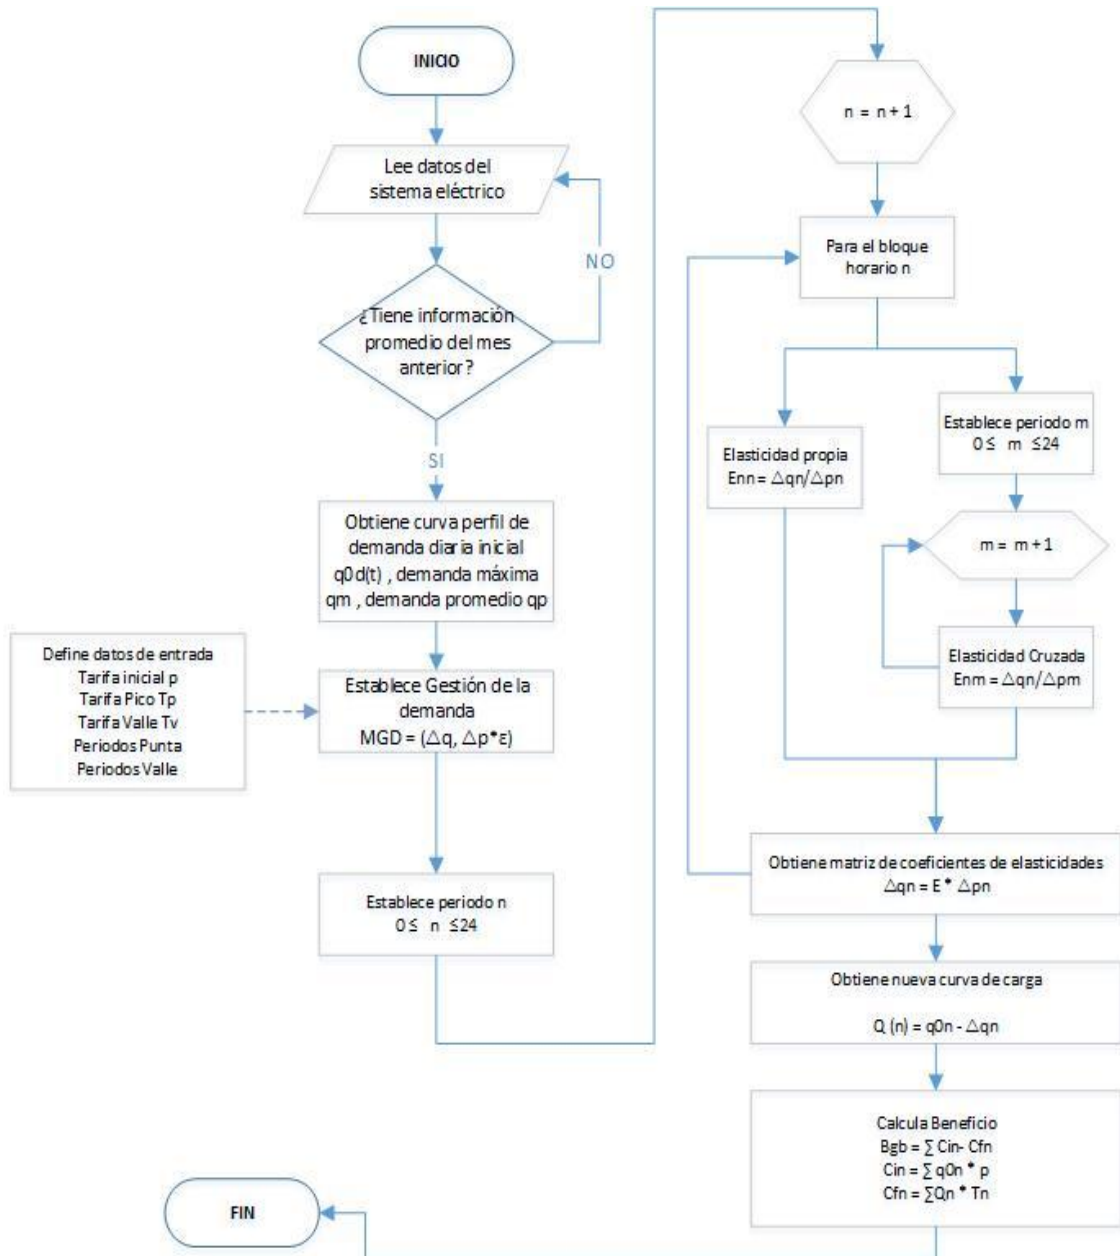 INICIO
Lee datos del
sistema eléctrico
NO
¿Tiene información
promedio del mes
anterior?
SI
Obtiene curva perfil de
demanda diaria inicial
q0d(t) , demanda máxima
qm , demanda promedio qp
Define datos de entrada
Tarifa inicial p
Tarifa Pico Tp
Tarifa Valle Tv
Periodos Punta
Periodos Valle
Establece Gestión de la
demanda
MGD = (△q, △p*ε)
Establece periodo n
0 ≤ n ≤24
n = n + 1
Para el bloque
horario n
Elasticidad propia
Enn = △qn/△pn
Establece periodo m
0 ≤ m ≤24
m = m + 1
Elasticidad Cruzada
Enm = △qn/△pm
Obtiene matriz de coeficientes de elasticidades
△qn = E * △pn
Obtiene nueva curva de carga
Q (n) = q0n - △qn
Calcula Beneficio
Bgb = ∑ Cin- Cfn
Cin = ∑ q0n * p
Cfn = ∑Qn * Tn
FIN